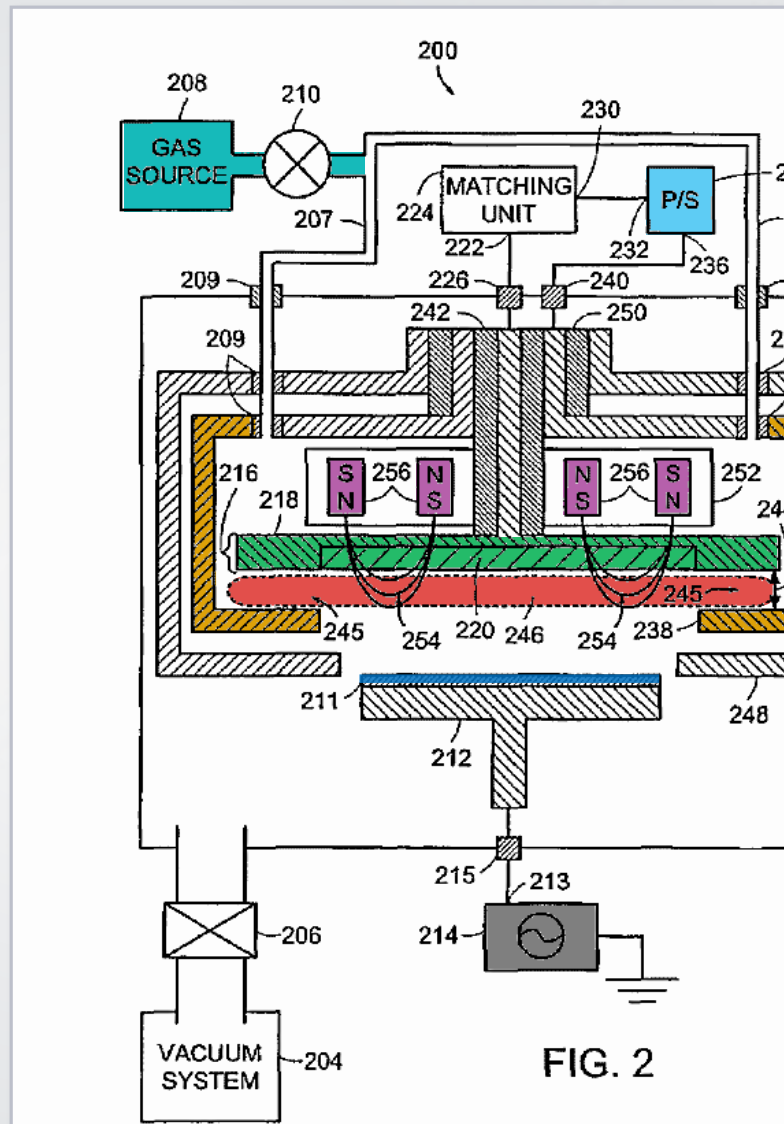 200
208
210
GAS
SOURCE
230
224
MATCHING
UNIT
P/S
207
222
232
236
209
226
240
242
250
209
S
N
256
N
S
N
S
256
S
N
252
216
218
245
254
220
246
254
245
238
211
212
248
215
213
214
206
VACUUM
SYSTEM
204
FIG. 2